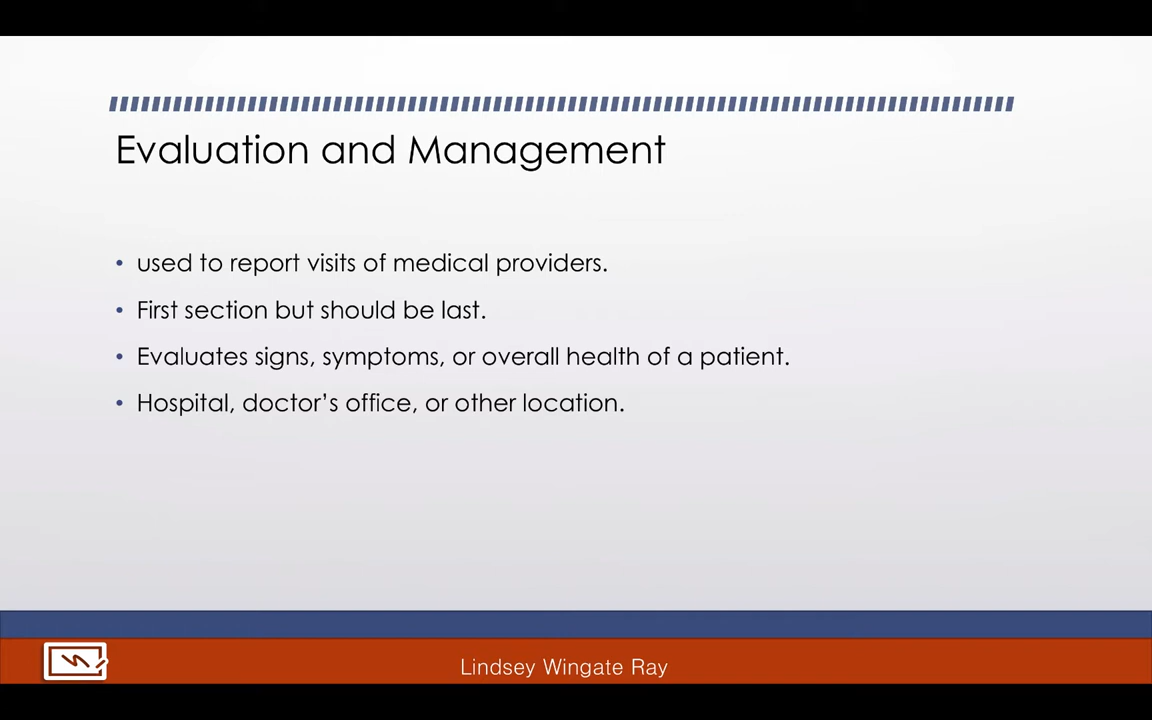 Evaluation and Management
• used to report visits of medical providers.
• First section but should be last.
• Evaluates signs, symptoms, or overall health of a patient.
• Hospital, doctor’s office, or other location.
Lindsey Wingate Ray